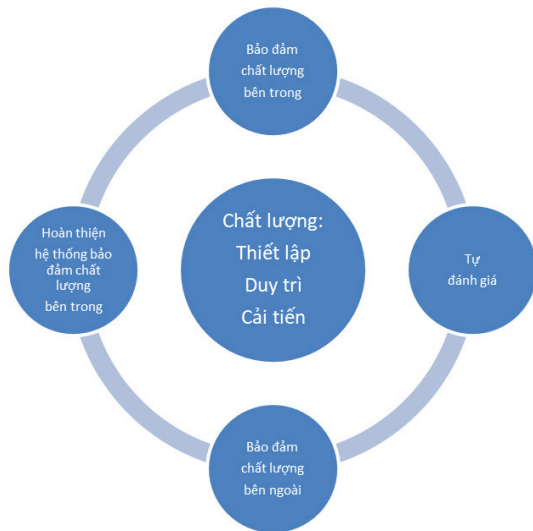 Bảo đảm
chất lượng
bên trong
Hoàn thiện
hệ thống bảo
đảm chất
lượng
bên trong
Chất lượng:
Thiết lập
Duy trì
Cải tiến
Tự
đánh giá
Bảo đảm
chất lượng
bên ngoài